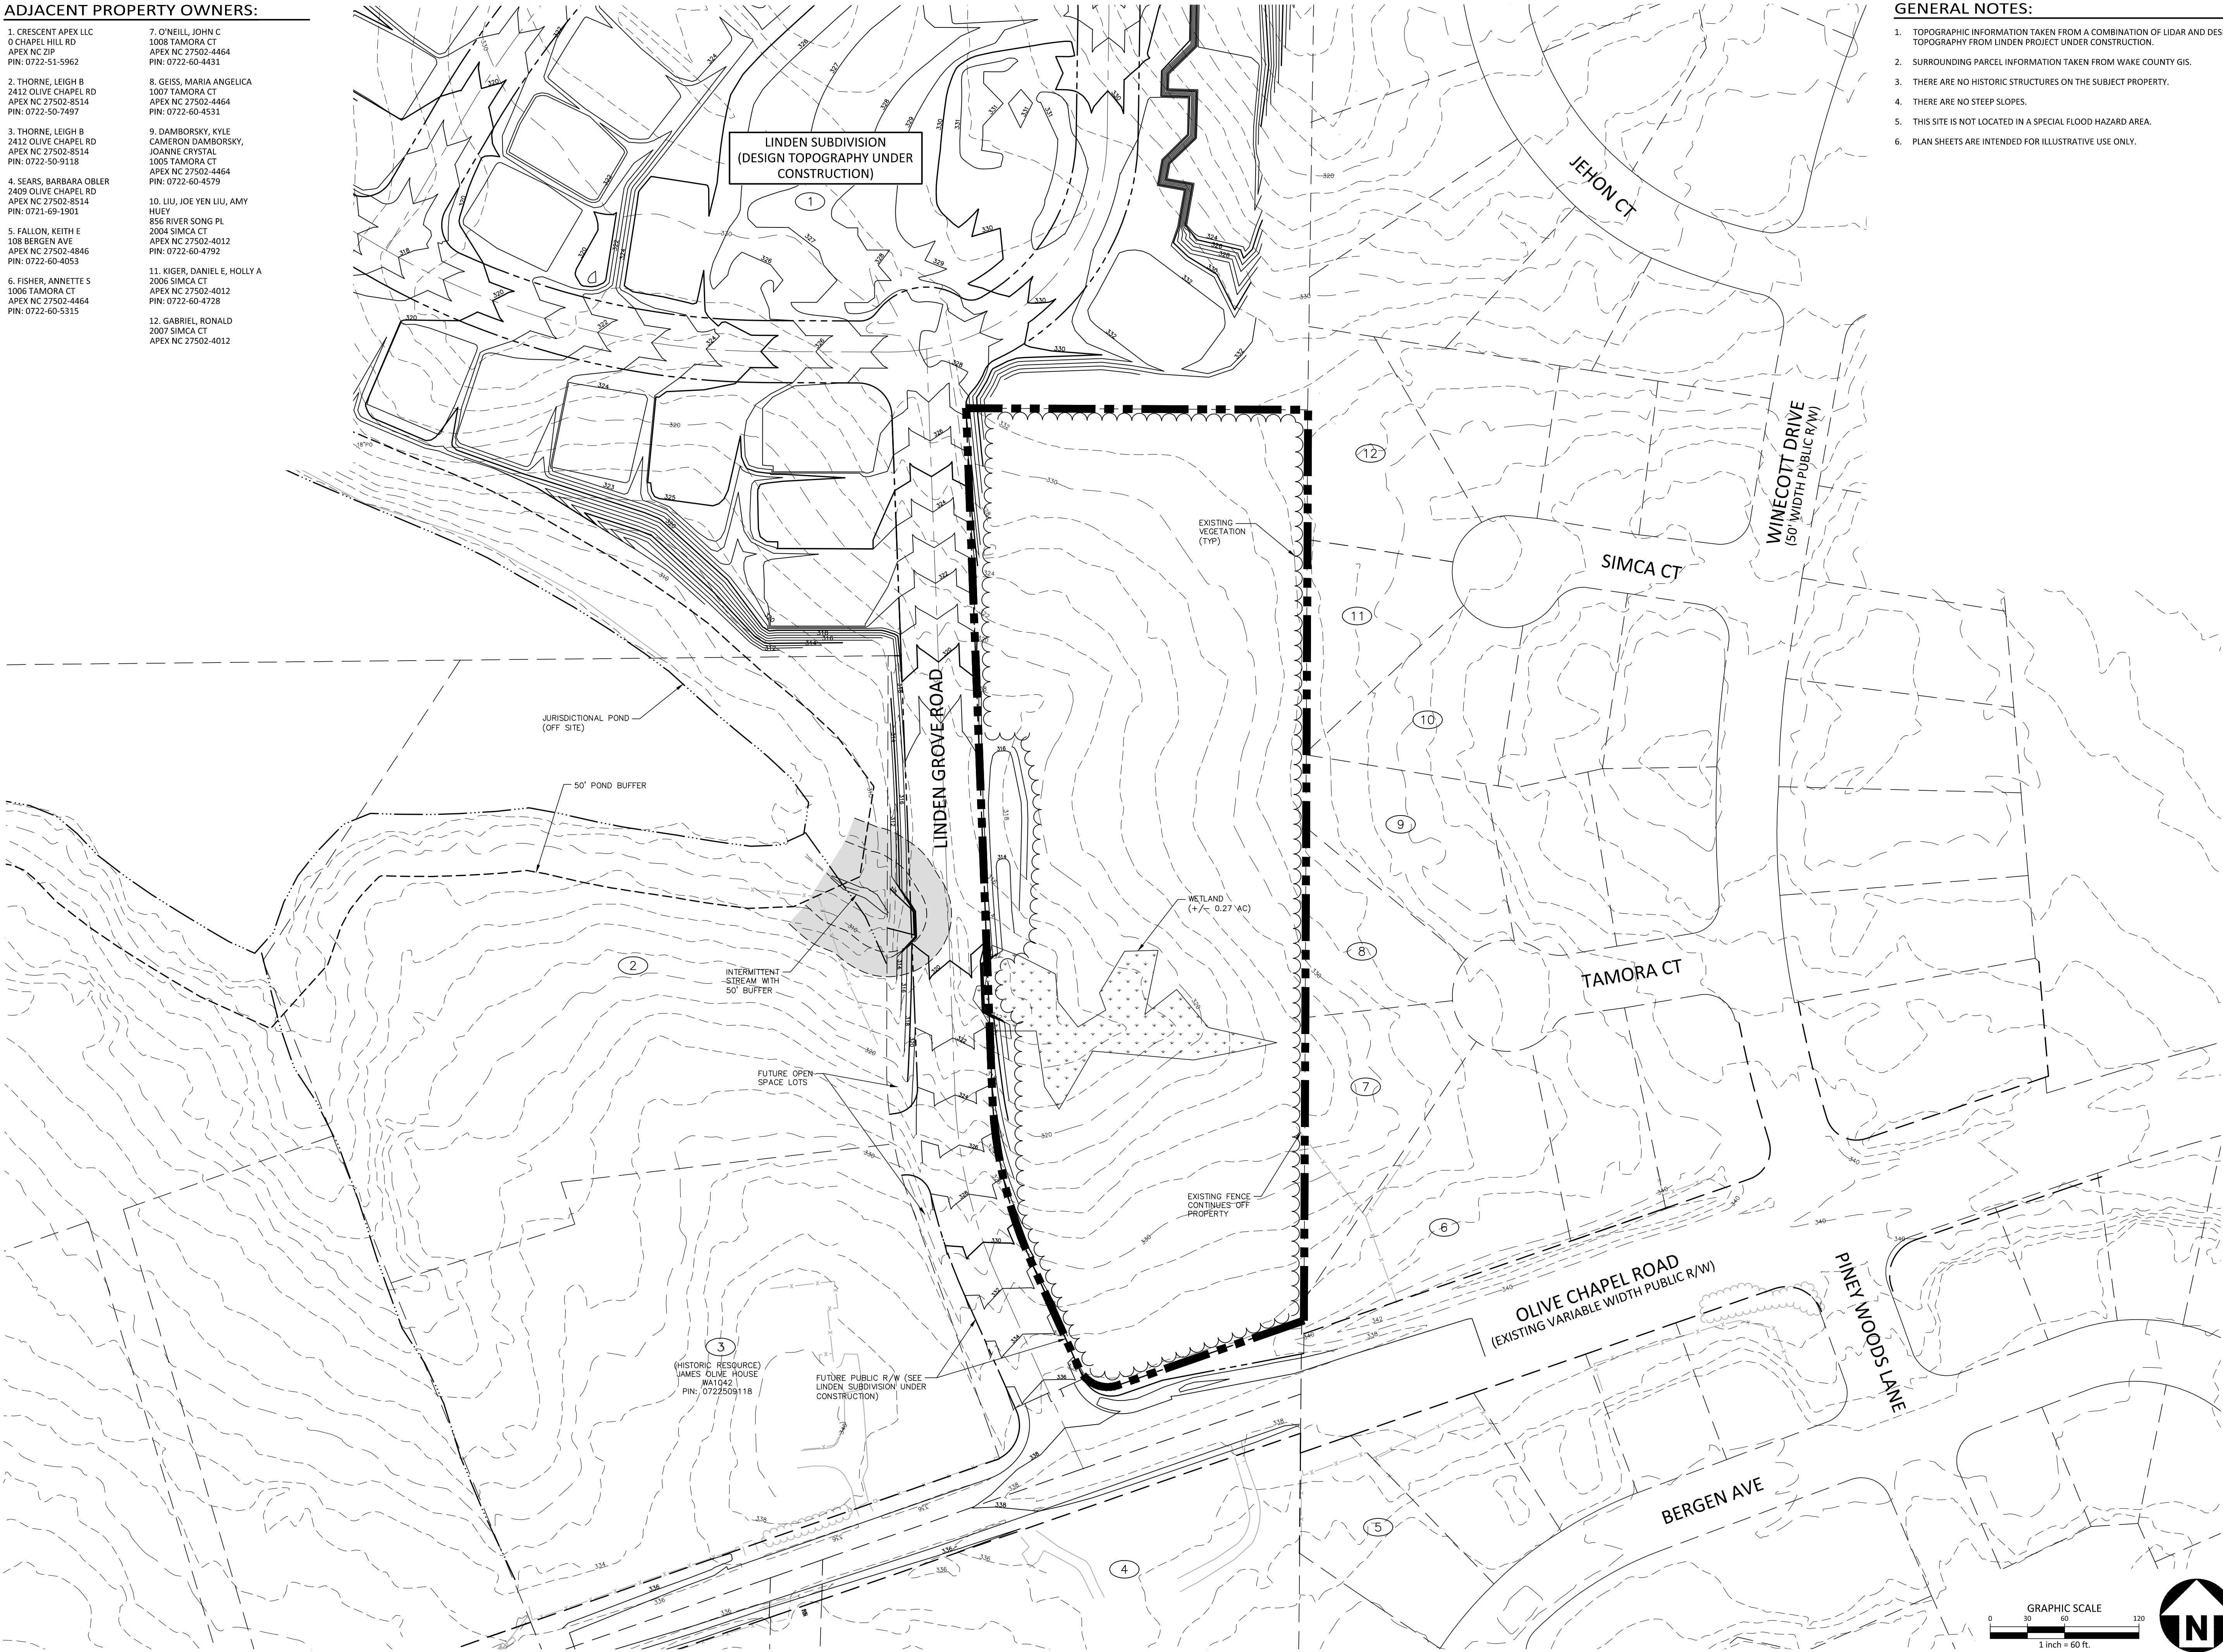 ADJACENT PROPERTY OWNERS:
1. CRESCENT APEX LLC
0 CHAPEL HILL RD
APEX NC ZIP
PIN: 0722-51-5962
2. THORNE, LEIGH B
2412 OLIVE CHAPEL RD
APEX NC 27502-8514
PIN: 0722-50-7497
3. THORNE, LEIGH B
2412 OLIVE CHAPEL RD
APEX NC 27502-8514
PIN: 0722-50-9118
4. SEARS, BARBARA OBLER
2409 OLIVE CHAPEL RD
APEX NC 27502-8514
PIN: 0721-69-1901
5. FALLON, KEITH E
108 BERGEN AVE
APEX NC 27502-4846
PIN: 0722-60-4053
6. FISHER, ANNETTE S
1006 TAMORA CT
APEX NC 27502-4464
PIN: 0722-60-5315
7. O'NEILL, JOHN C
1008 TAMORA CT
APEX NC 27502-4464
PIN: 0722-60-4431
8. GEISS, MARIA ANGELICA
1007 TAMORA CT
APEX NC 27502-4464
PIN: 0722-60-4531
9. DAMBORSKY, KYLE
CAMERON DAMBORSKY,
JOANNE CRYSTAL
1005 TAMORA CT
APEX NC 27502-4464
PIN: 0722-60-4579
10. LIU, JOE YEN LIU, AMY
HUEY
856 RIVER SONG PL
2004 SIMCA CT
APEX NC 27502-4012
PIN: 0722-60-4792
11. KIGER, DANIEL E, HOLLY A
2006 SIMCA CT
APEX NC 27502-4012
PIN: 0722-60-4728
12. GABRIEL, RONALD
2007 SIMCA CT
APEX NC 27502-4012
GENERAL NOTES:
1. TOPOGRAPHIC INFORMATION TAKEN FROM A COMBINATION OF LIDAR AND DES
TOPOGRAPHY FROM LINDEN PROJECT UNDER CONSTRUCTION.
2. SURROUNDING PARCEL INFORMATION TAKEN FROM WAKE COUNTY GIS.
3. THERE ARE NO HISTORIC STRUCTURES ON THE SUBJECT PROPERTY.
4. THERE ARE NO STEEP SLOPES.
5. THIS SITE IS NOT LOCATED IN A SPECIAL FLOOD HAZARD AREA.
6. PLAN SHEETS ARE INTENDED FOR ILLUSTRATIVE USE ONLY.
LINDEN SUBDIVISION
(DESIGN TOPOGRAPHY UNDER
CONSTRUCTION)
1
JEHON CT
WINECOTT DRIVE
(50' WIDTH PUBLIC R/W)
12
EXISTING
VEGETATION
(TYP)
SIMCA CT
11
10
JURISDICTIONAL POND
(OFF SITE)
50' POND BUFFER
LINDEN GROVE ROAD
9
WETLAND
(+/- 0.27 AC)
8
TAMORA CT
2
INTERMITTENT
STREAM WITH
50' BUFFER
FUTURE OPEN
SPACE LOTS
7
EXISTING FENCE
CONTINUES OFF
PROPERTY
6
OLIVE CHAPEL ROAD
(EXISTING VARIABLE WIDTH PUBLIC R/W)
PINEY WOODS LANE
3
(HISTORIC RESOURCE)
JAMES OLIVE HOUSE
WA1042
PIN: 0722509118
FUTURE PUBLIC R/W (SEE
LINDEN SUBDIVISION UNDER
CONSTRUCTION)
BERGEN AVE
5
4
GRAPHIC SCALE
0 30 60 120
1 inch = 60 ft.
N